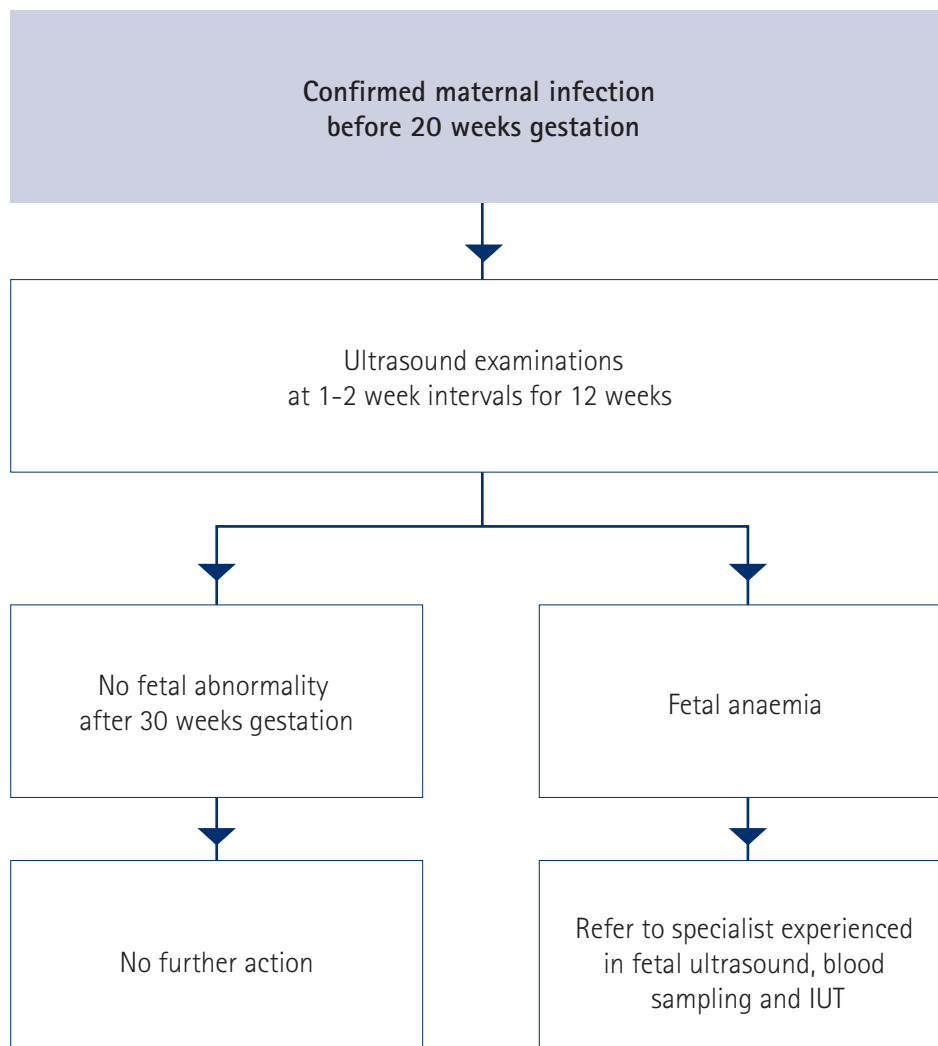 Confirmed maternal infection
before 20 weeks gestation
Ultrasound examinations
at 1-2 week intervals for 12 weeks
No fetal abnormality
after 30 weeks gestation
Fetal anaemia
No further action
Refer to specialist experienced
in fetal ultrasound, blood
sampling and IUT